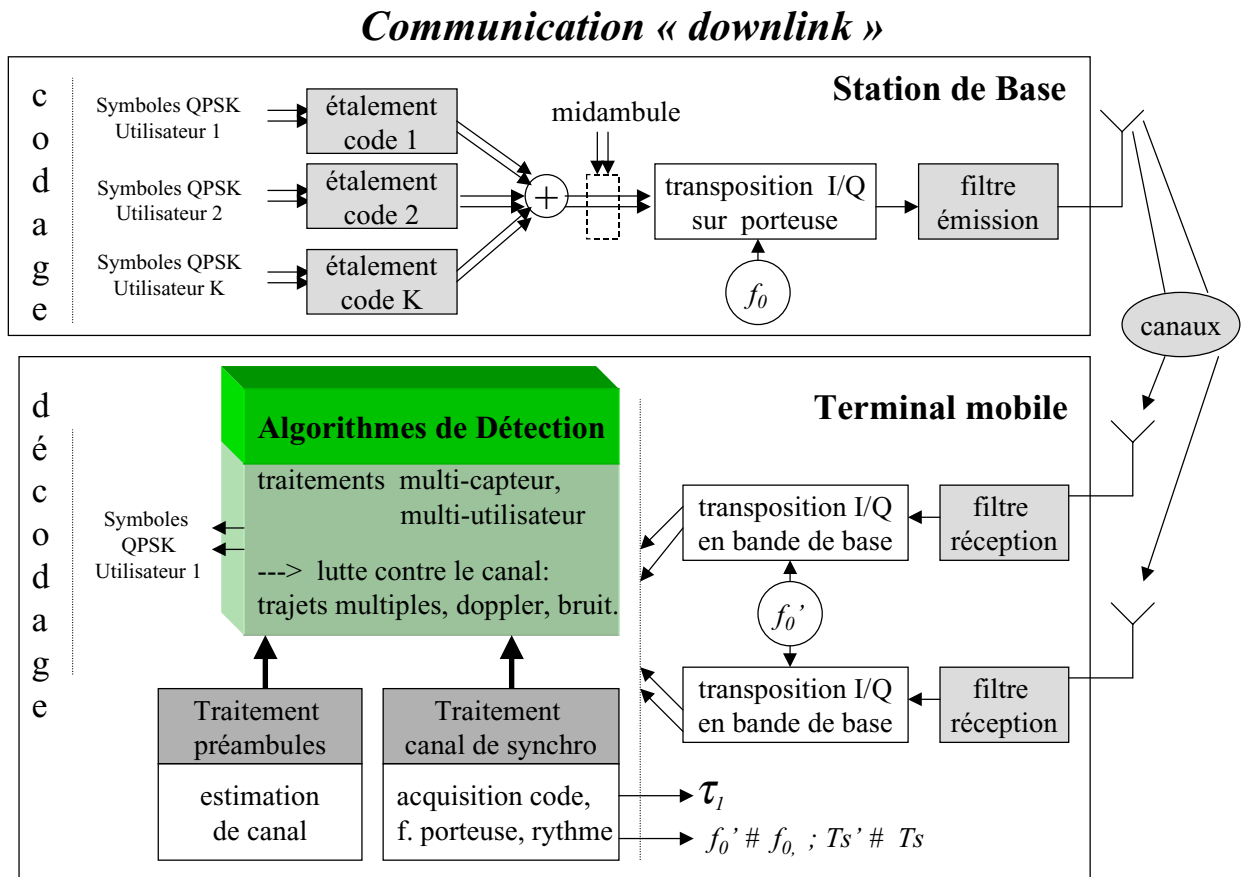 Communication « downlink »
codage
Station de Base
Symboles QPSK
Utilisateur 1
étalement
code 1
Symboles QPSK
Utilisateur 2
étalement
code 2
Symboles QPSK
Utilisateur K
étalement
code K
+
midambule
transposition I/Q
sur porteuse
f0
filtre
émission
canaux
décodage
Terminal mobile
Algorithmes de Détection
traitements multi-capteur,
multi-utilisateur
---> lutte contre le canal:
trajets multiples, doppler, bruit.
Symboles
QPSK
Utilisateur 1
transposition I/Q
en bande de base
filtre
réception
f0’
transposition I/Q
en bande de base
filtre
réception
Traitement
préambules
estimation
de canal
Traitement
canal de synchro
acquisition code,
f. porteuse, rythme
τ1
f0’ # f0, ; Ts’ # Ts